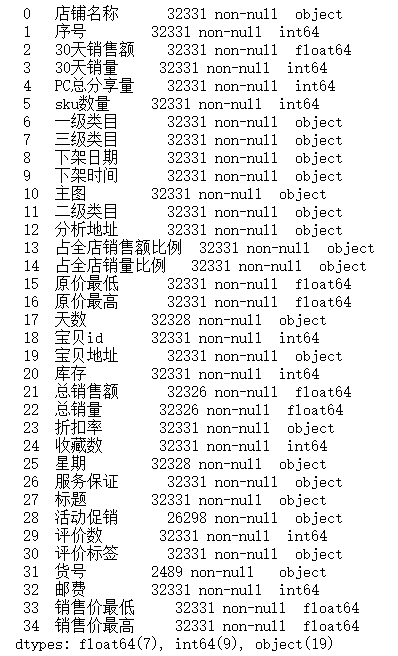 0 店铺名称 32331 non-null object
1 序号 32331 non-null int64
2 30天销售额 32331 non-null float64
3 30天销量 32331 non-null int64
4 PC总分享量 32331 non-null int64
5 sku数量 32331 non-null int64
6 一级类目 32331 non-null object
7 三级类目 32331 non-null object
8 下架日期 32331 non-null object
9 下架时间 32331 non-null object
10 主图 32331 non-null object
11 二级类目 32331 non-null object
12 分析地址 32331 non-null object
13 占全店销售额比例 32331 non-null object
14 占全店销量比例 32331 non-null object
15 原价最低 32331 non-null float64
16 原价最高 32331 non-null float64
17 天数 32328 non-null object
18 宝贝id 32331 non-null int64
19 宝贝地址 32331 non-null object
20 库存 32331 non-null int64
21 总销售额 32326 non-null float64
22 总销量 32326 non-null float64
23 折扣率 32331 non-null object
24 收藏数 32331 non-null int64
25 星期 32328 non-null object
26 服务保证 32331 non-null object
27 标题 32331 non-null object
28 活动促销 26298 non-null object
29 评价数 32331 non-null int64
30 评价标签 32331 non-null object
31 货号 2489 non-null object
32 邮费 32331 non-null int64
33 销售价最低 32331 non-null float64
34 销售价最高 32331 non-null float64
dtypes: float64(7), int64(9), object(19)